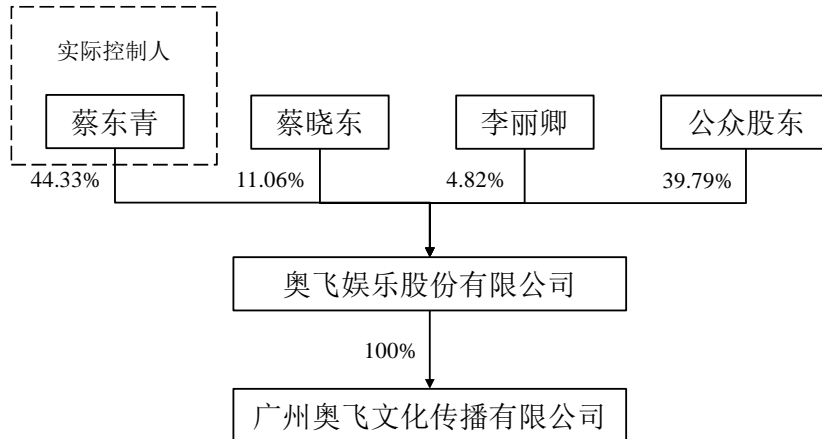 实际控制人
蔡东青
蔡晓东
李丽卿
公众股东
44.33%
11.06%
4.82%
39.79%
奥飞娱乐股份有限公司
100%
广州奥飞文化传播有限公司